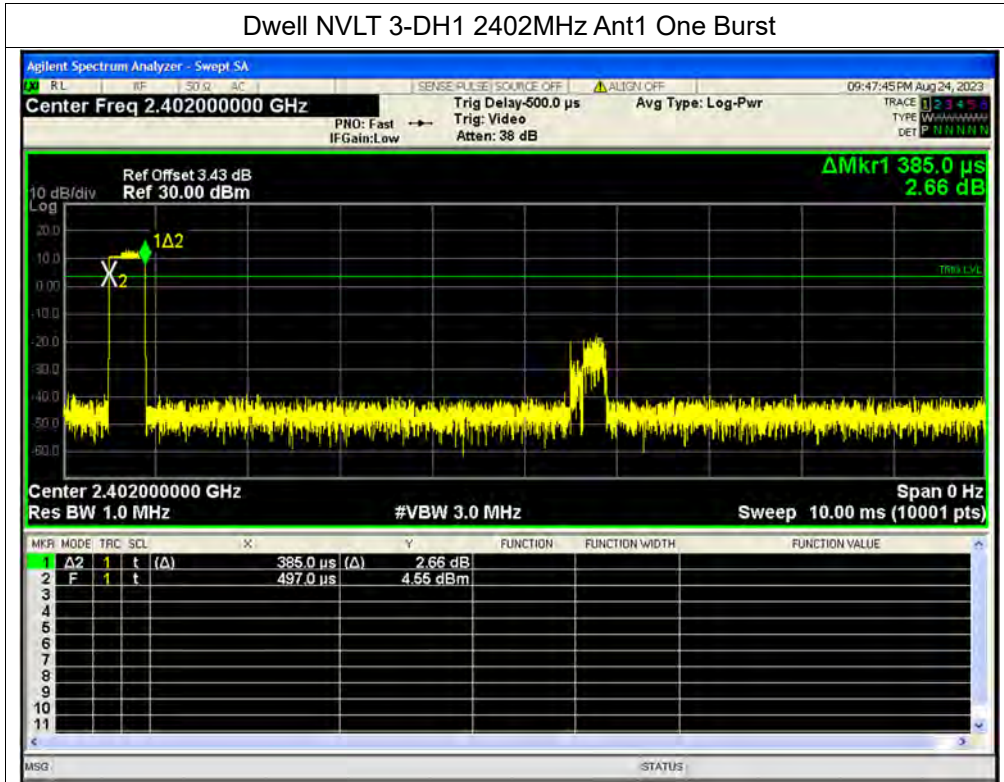 Dwell NVLT 3-DH1 2402MHz Ant1 One Burst
Agilent Spectrum Analyzer - Swept SA
LXI RL RF 50 Ω AC SENSE:PULSE SOURCE OFF ALIGN OFF 09:47:45 PM Aug 24, 2023
Center Freq 2.402000000 GHz Trig Delay-500.0 µs Avg Type: Log-Pwr TRACE 1 2 3 4 5 6
PNO: Fast Trig: Video TYPE W
IFGain:Low Atten: 38 dB DET P N N N N N
ΔMkr1 385.0 µs
2.66 dB
Ref Offset 3.43 dB
10 dB/div Ref 30.00 dBm
Log
20.0
1Δ2
10.0
X2
TRIG LVL
0.00
-10.0
-20.0
-30.0
-40.0
-50.0
-60.0
Center 2.402000000 GHz Span 0 Hz
Res BW 1.0 MHz #VBW 3.0 MHz Sweep 10.00 ms (10001 pts)
MKR MODE TRC SCL X Y FUNCTION FUNCTION WIDTH FUNCTION VALUE
1 Δ2 1 t (Δ) 385.0 µs (Δ) 2.66 dB
2 F 1 t 497.0 µs 4.55 dBm
3
4
5
6
7
8
9
10
11
MSG STATUS